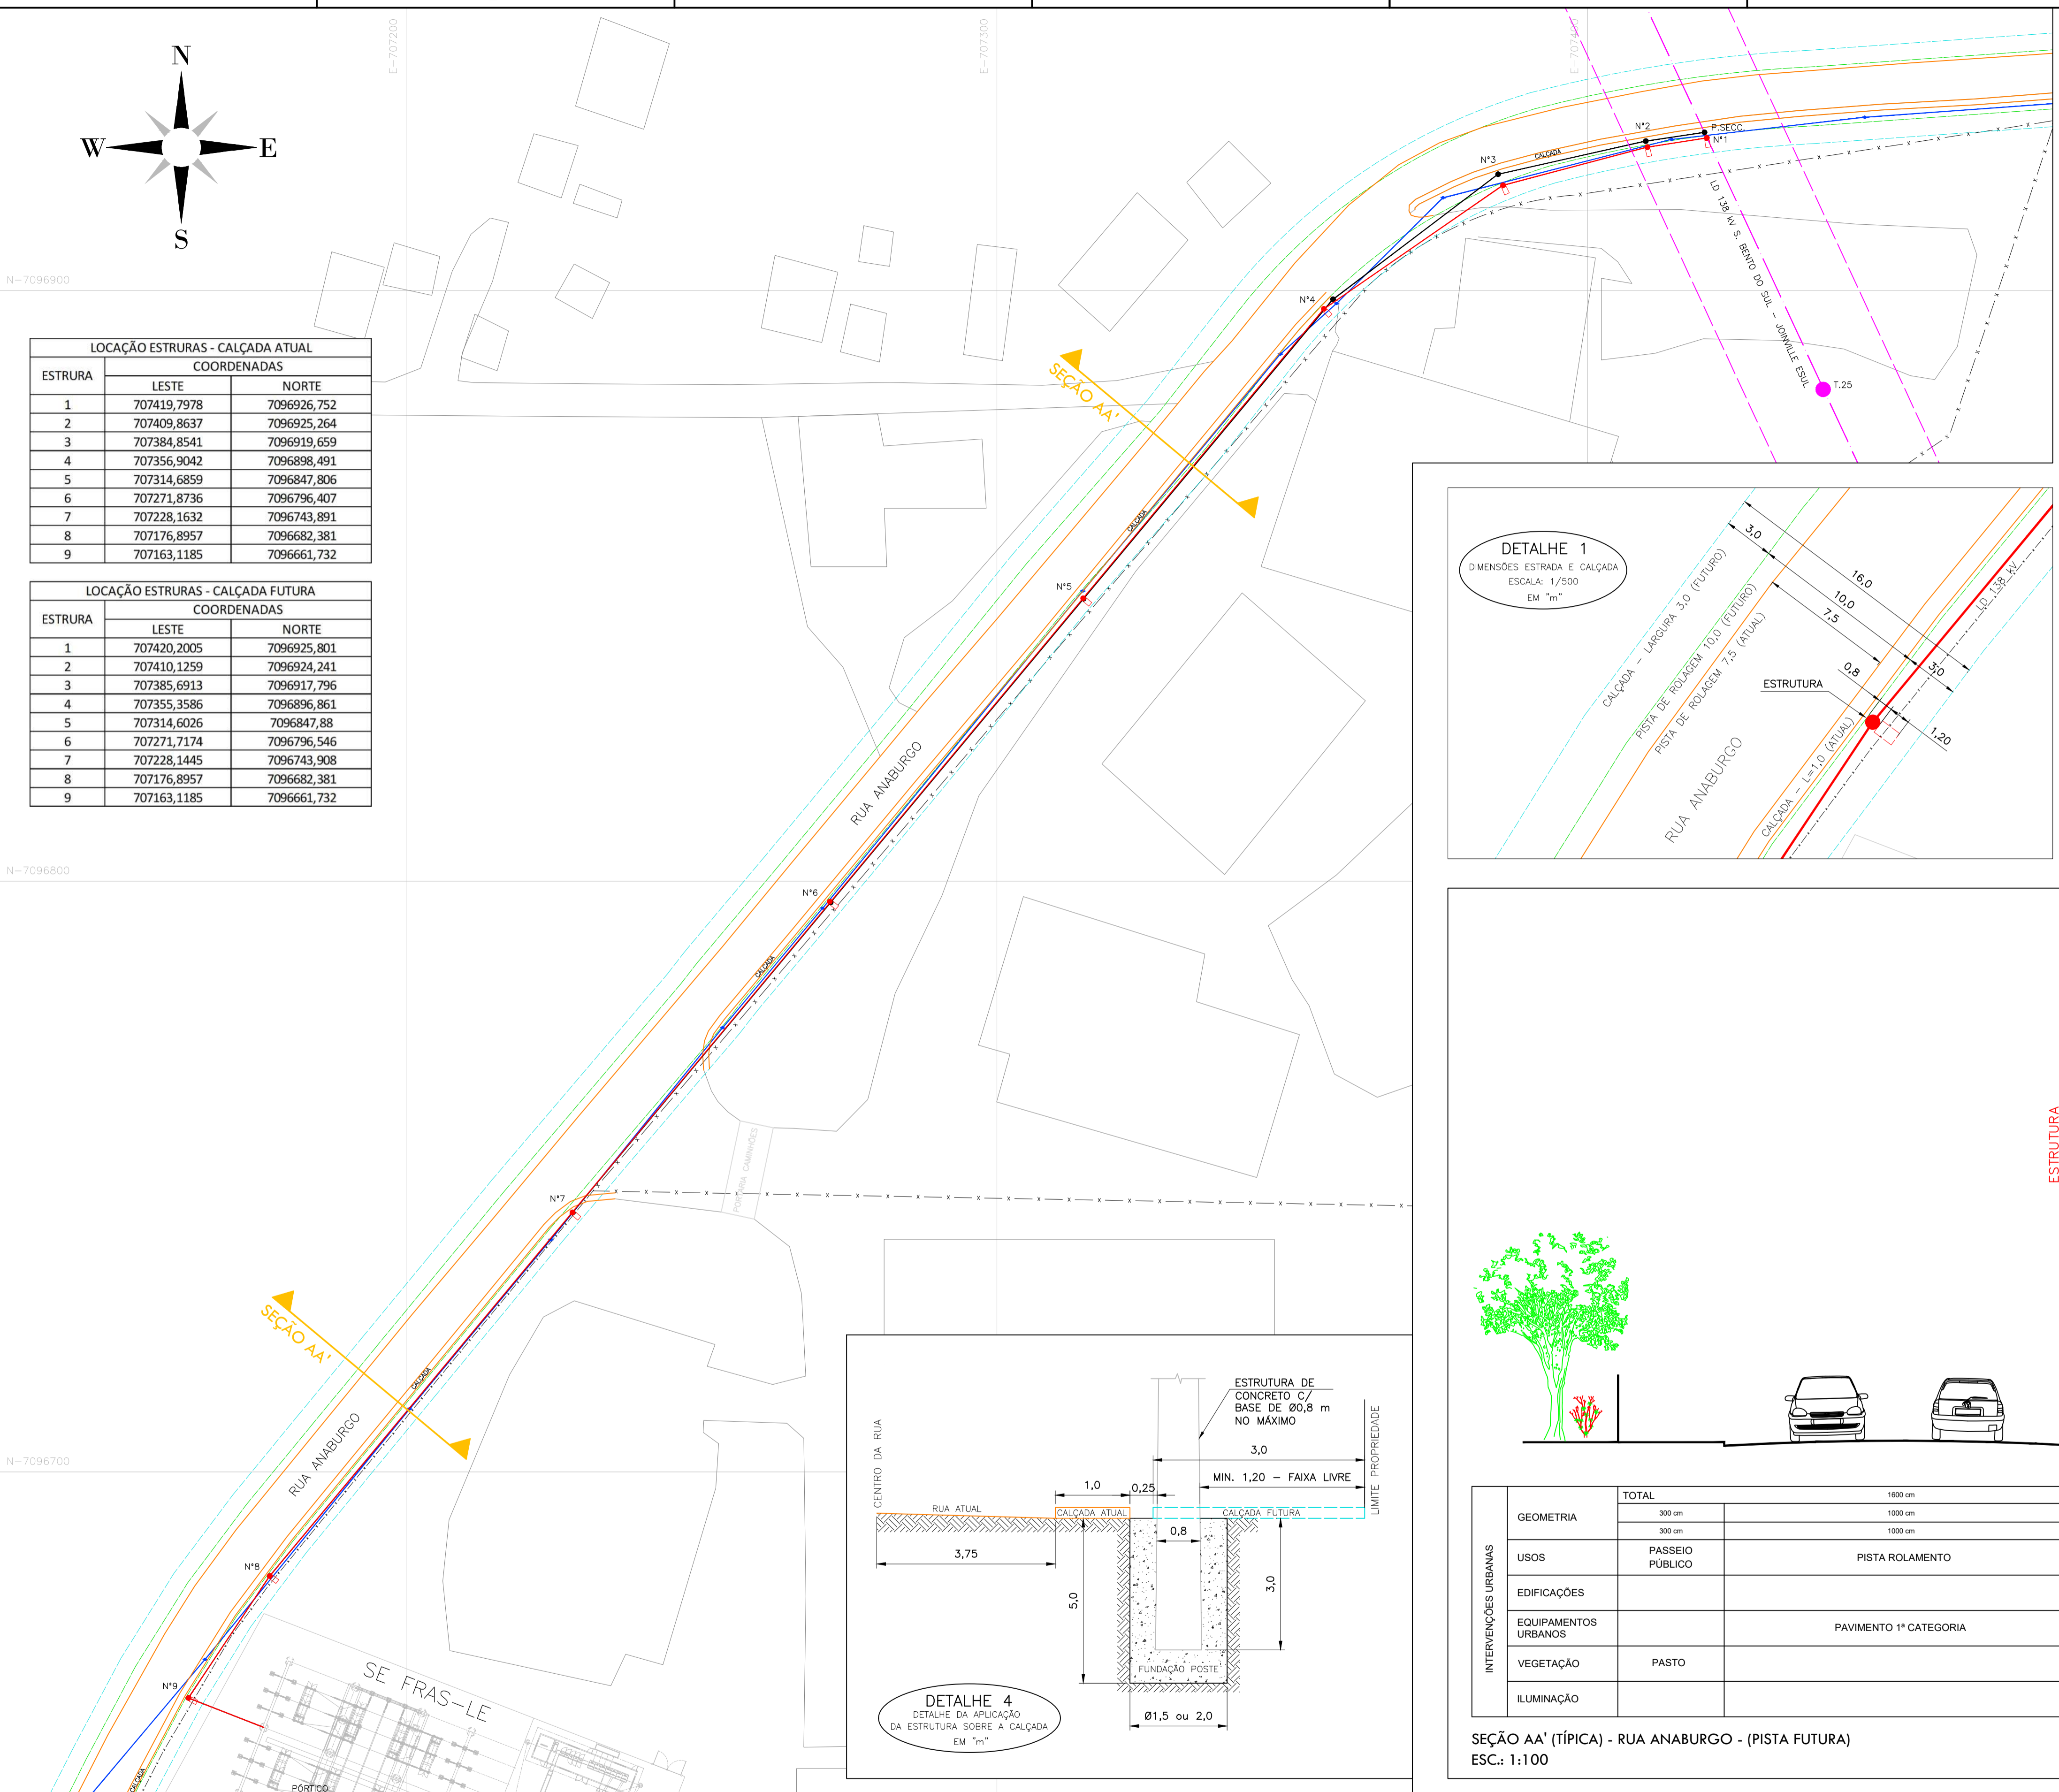 N
W
E
S
E-707200
E-707300
N-7096900
N-7096800
N-7096700
LOCAÇÃO ESTRURAS - CALÇADA ATUAL
ESTRURA
COORDENADAS
LESTE NORTE
1 707419,7978 7096926,752
2 707409,8637 7096925,264
3 707384,8541 7096919,659
4 707356,9042 7096898,491
5 707314,6859 7096847,806
6 707271,8736 7096796,407
7 707228,1632 7096743,891
8 707176,8957 7096682,381
9 707163,1185 7096661,732
LOCAÇÃO ESTRURAS - CALÇADA FUTURA
ESTRURA
COORDENADAS
LESTE NORTE
1 707420,2005 7096925,801
2 707410,1259 7096924,241
3 707385,6913 7096917,796
4 707355,3586 7096896,861
5 707314,6026 7096847,88
6 707271,7174 7096796,546
7 707228,1445 7096743,908
8 707176,8957 7096682,381
9 707163,1185 7096661,732
P.SECC.
N°1
N°2
N°3
CALÇADA
N°4
LD 138 kV S. BENTO DO SUL - JOINVILLE ESUL
T.25
SEÇÃO AA'
CALÇADA
N°5
RUA ANABURGO
N°6
CALÇADA
PORTARIA CAMINHÕES
N°7
SEÇÃO AA'
CALÇADA
RUA ANABURGO
N°8
N°9
SE FRAS-LE
PÓRTICO
CALÇADA
DETALHE 1
DIMENSÕES ESTRADA E CALÇADA
ESCALA: 1/500
EM "m"
3,0
16,0
10,0
7,5
0,8
3,0
1,20
CALÇADA - LARGURA 3,0 (FUTURO)
PISTA DE ROLAGEM 10,0 (FUTURO)
PISTA DE ROLAGEM 7,5 (ATUAL)
ESTRUTURA
LD 138 kV
RUA ANABURGO
CALÇADA - L=1,0 (ATUAL)
ESTRUTURA DE
CONCRETO C/
BASE DE Ø0,8 m
NO MÁXIMO
CENTRO DA RUA
LIMITE PROPRIEDADE
3,0
MIN. 1,20 - FAIXA LIVRE
1,0
0,25
RUA ATUAL
CALÇADA ATUAL
CALÇADA FUTURA
0,8
3,75
5,0
3,0
FUNDAÇÃO POSTE
Ø1,5 ou 2,0
DETALHE 4
DETALHE DA APLICAÇÃO
DA ESTRUTURA SOBRE A CALÇADA
EM "m"
ESTRUTURA
INTERVENÇÕES URBANAS
GEOMETRIA
TOTAL 1600 cm
300 cm 1000 cm
300 cm 1000 cm
USOS
PASSEIO
PÚBLICO
PISTA ROLAMENTO
EDIFICAÇÕES
EQUIPAMENTOS
URBANOS
PAVIMENTO 1ª CATEGORIA
VEGETAÇÃO PASTO
ILUMINAÇÃO
SEÇÃO AA' (TÍPICA) - RUA ANABURGO - (PISTA FUTURA)
ESC.: 1:100